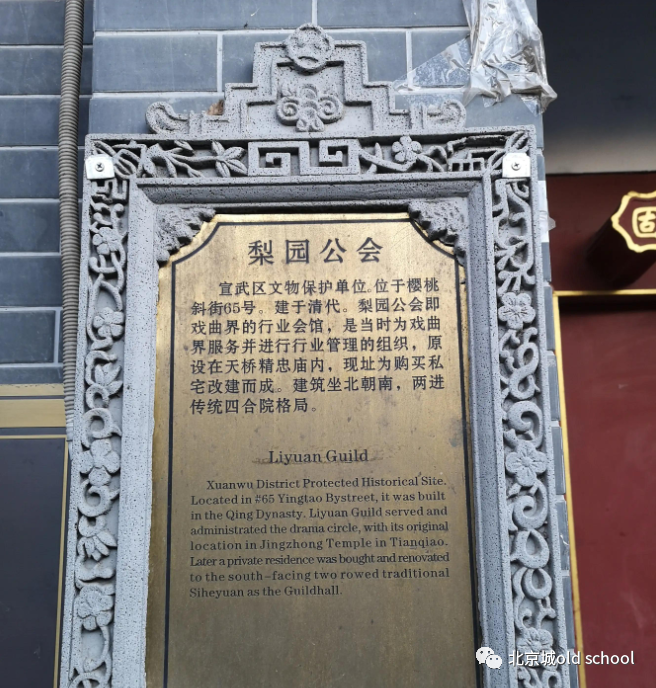 梨园公会
宣武区文物保护单位。位于樱桃
斜街65号。建于清代。梨园公会即
戏曲界的行业会馆，是当时为戏曲
界服务并进行行业管理的组织，原
设在天桥精忠庙内，现址为购买私
宅改建而成。建筑坐北朝南，两进
传统四合院格局。
Liyuan Guild
Xuanwu District Protected Historical Site.
Located in #65 Yingtao Bystreet, it was built
in the Qing Dynasty. Liyuan Guild served and
administrated the drama circle, with its original
location in Jingzhong Temple in Tianqiao.
Later a private residence was bought and renovated
to the south-facing two rowed traditional
Siheyuan as the Guildhall.
固
北京城old school